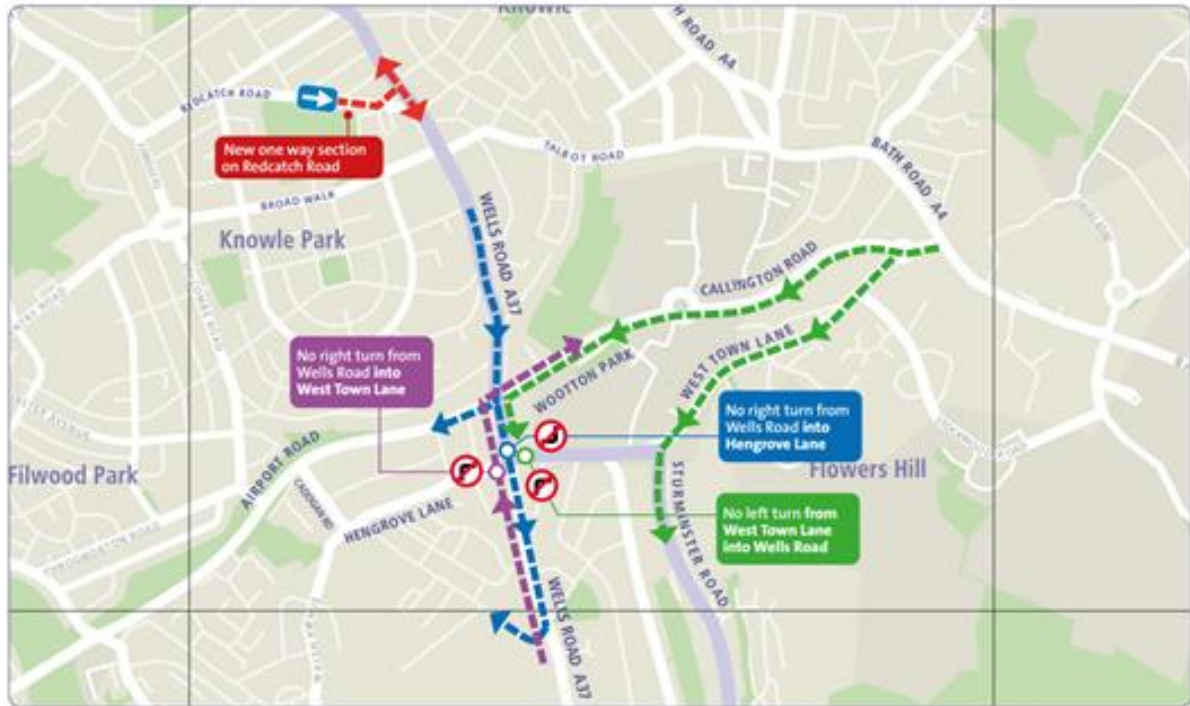 Knowle
H ROAD A4
REDCATCH ROAD
New one way section
on Redcatch Road
TALBOT ROAD
BATH ROAD A4
BROAD WALK
WELLS ROAD A37
Knowle Park
CALLINGTON ROAD
No right turn from
Wells Road into
West Town Lane
WOOTTON PARK
WEST TOWN LANE
No right turn from
Wells Road into
Hengrove Lane
AIRPORT ROAD
Filwood Park
CADOGAN RD
HENGROVE LANE
Flowers Hill
STURMINSTER ROAD
No left turn from
West Town Lane
into Wells Road
WELLS ROAD A37